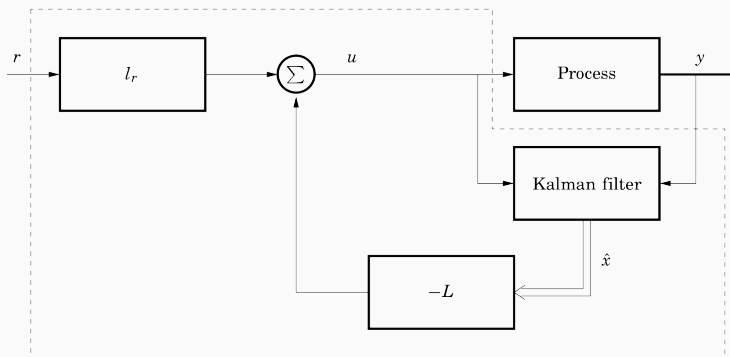 r
l_r
∑
u
Process
y
Kalman filter
x̂
−L